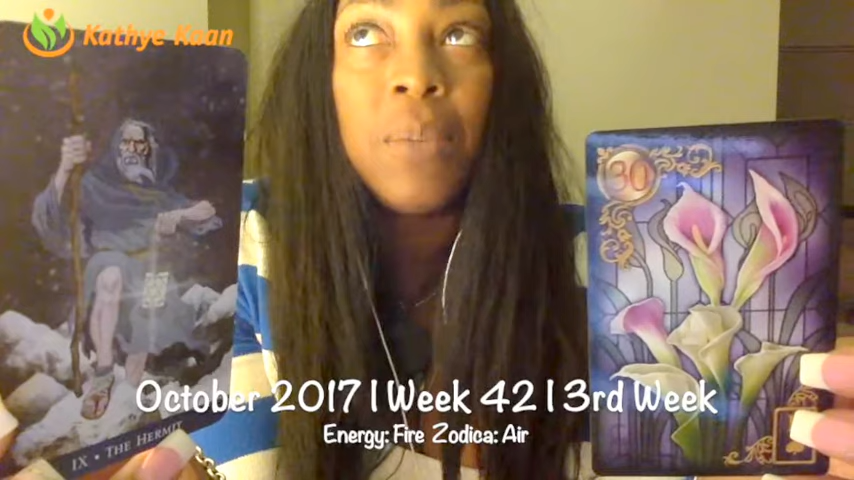 Kathye Kaan
30
IX • THE HERMIT
October 2017 | Week 42 | 3rd Week
Energy: Fire Zodica: Air